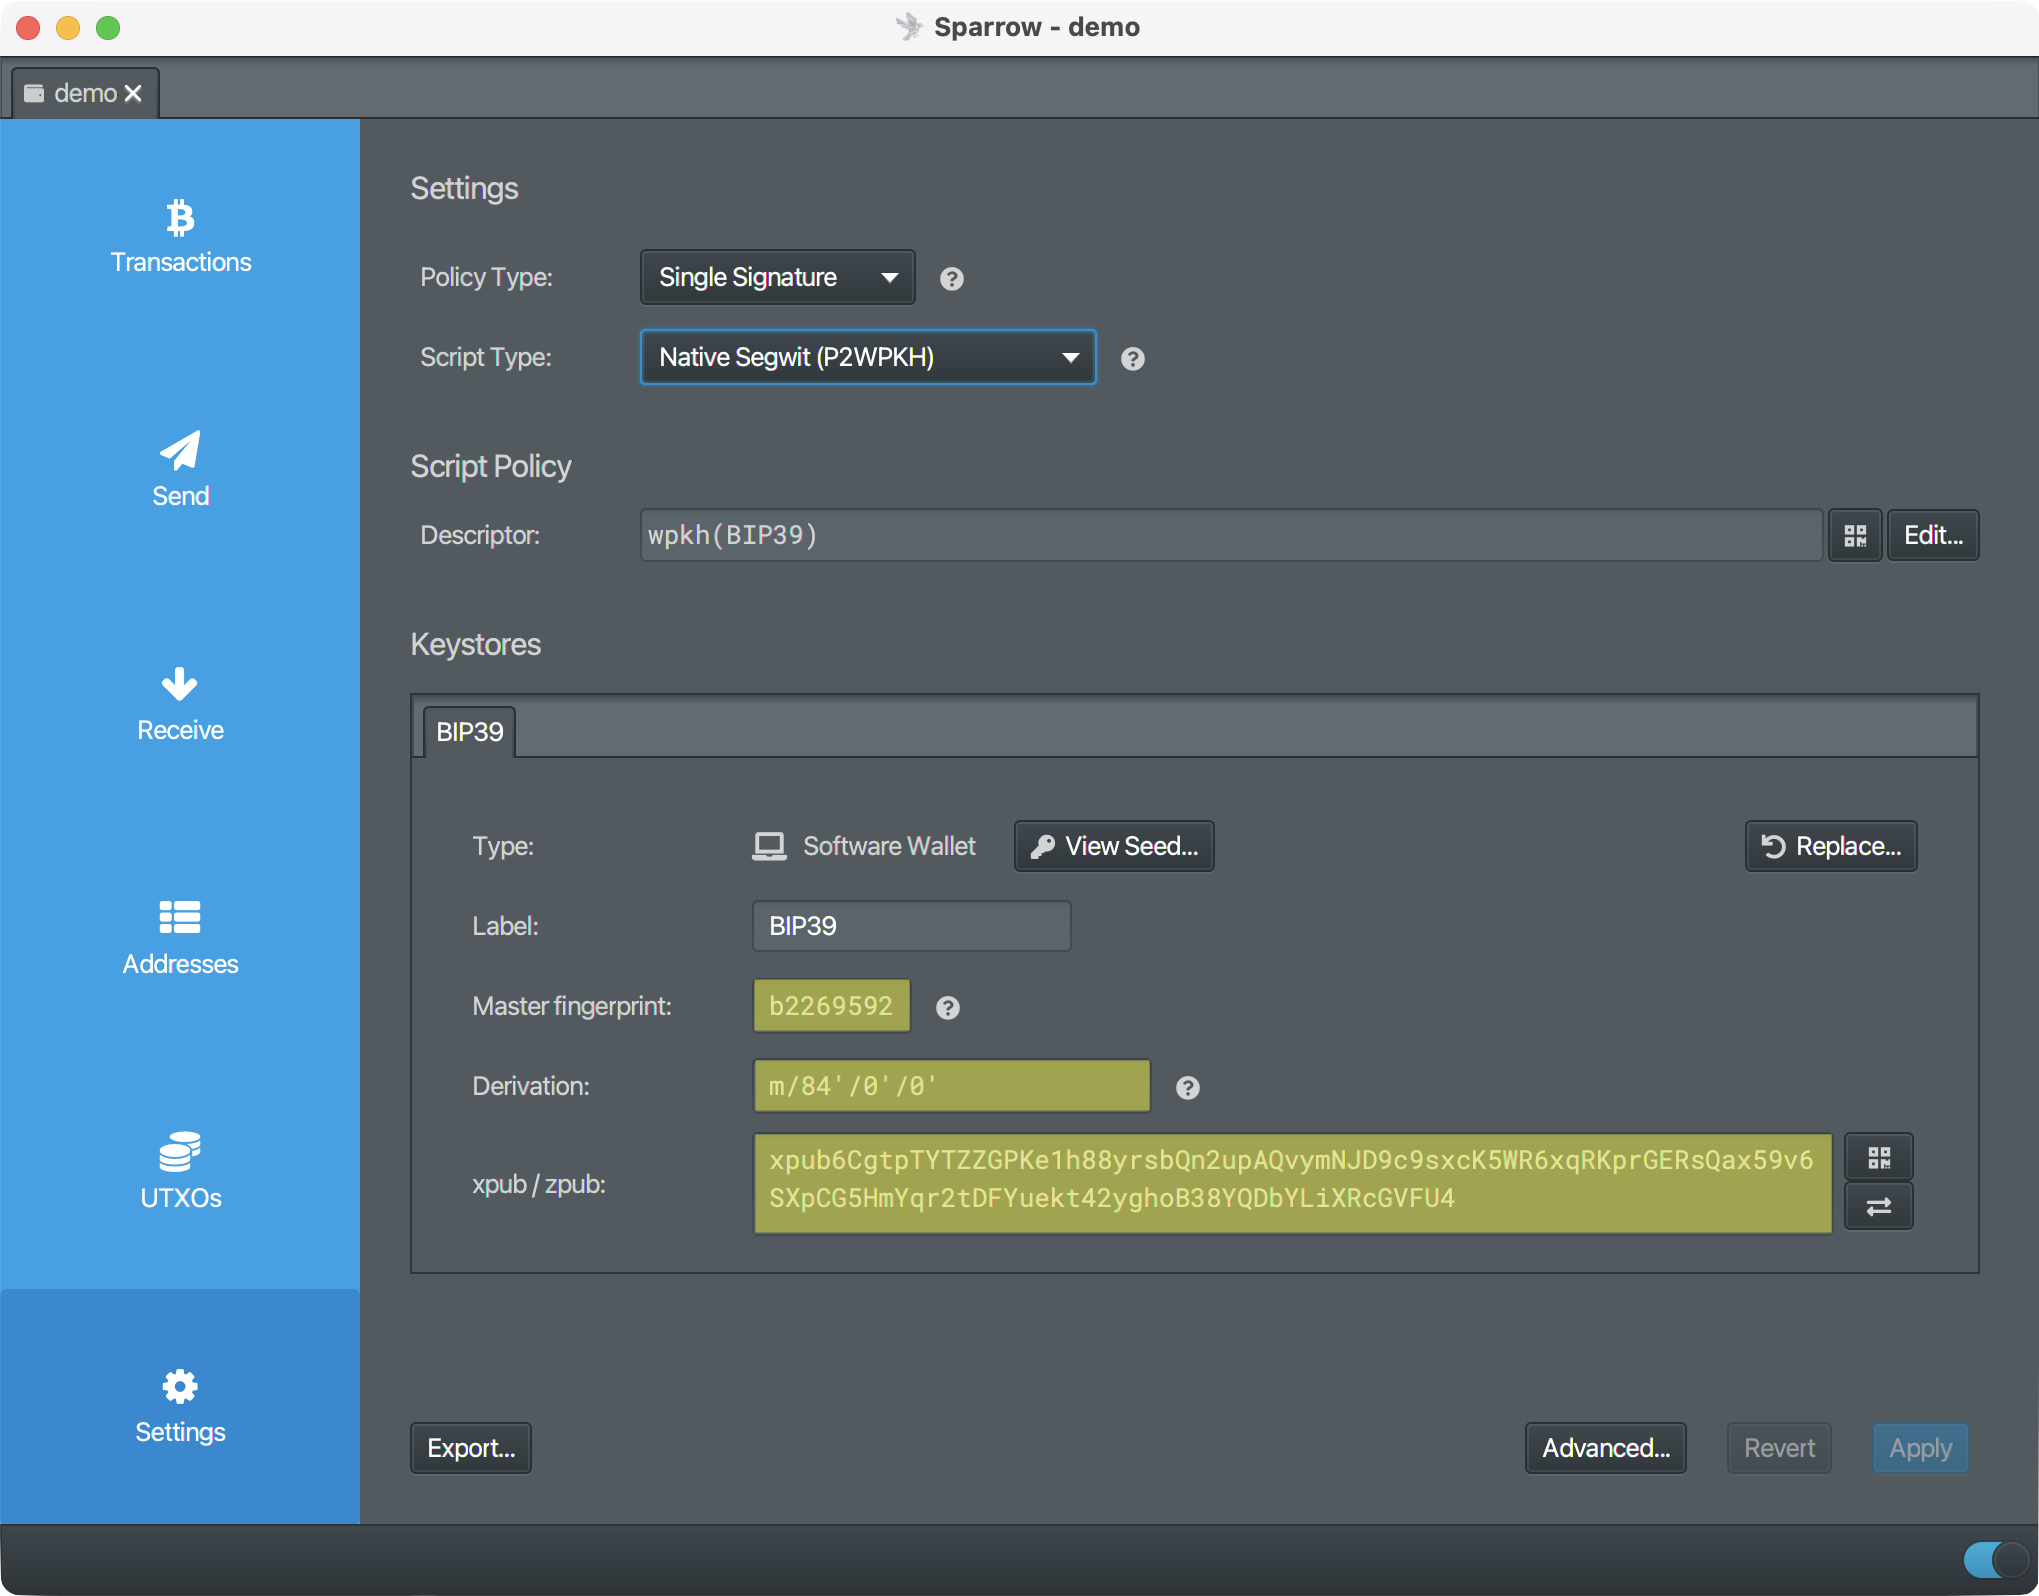 Sparrow - demo
demo
Transactions
Send
Receive
Addresses
UTXOs
Settings
Settings
Policy Type: Single Signature
Script Type: Native Segwit (P2WPKH)
Script Policy
Descriptor: wpkh(BIP39) Edit...
Keystores
BIP39
Type: Software Wallet View Seed... Replace...
Label: BIP39
Master fingerprint: b2269592
Derivation: m/84'/0'/0'
xpub / zpub: xpub6CgtpTYTZZGPKe1h88yrsbQn2upAQvymNJD9c9sxcK5WR6xqRKprGERsQax59v6
SXpCG5HmYqr2tDFYuekt42yghoB38YQDbYLiXRcGVFU4
Export... Advanced... Revert Apply